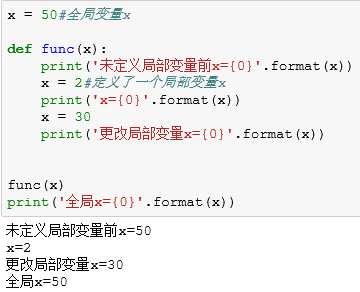 x = 50#全局变量x
def func(x):
    print('未定义局部变量前x={0}'.format(x))
    x = 2#定义了一个局部变量x
    print('x={0}'.format(x))
    x = 30
    print('更改局部变量x={0}'.format(x))
func(x)
print('全局x={0}'.format(x))
未定义局部变量前x=50
x=2
更改局部变量x=30
全局x=50